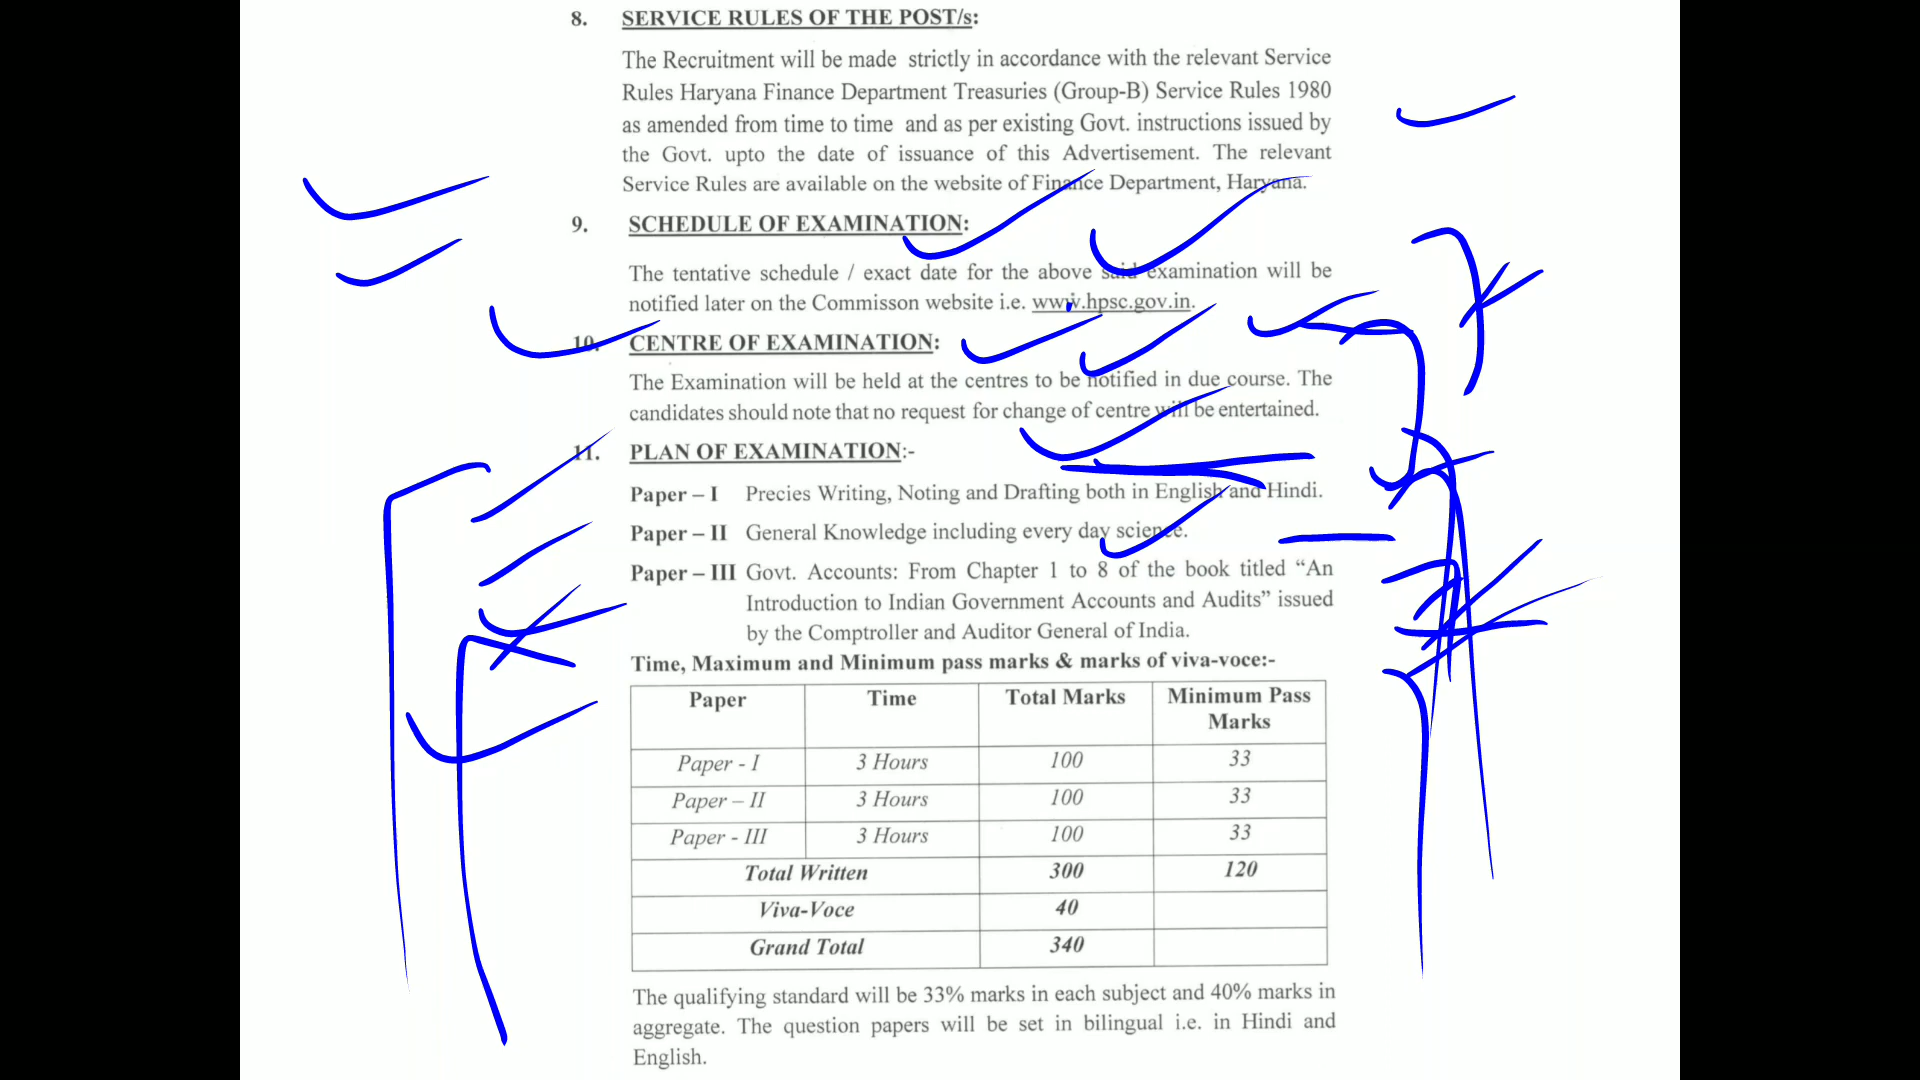 8. SERVICE RULES OF THE POST/s:
The Recruitment will be made strictly in accordance with the relevant Service
Rules Haryana Finance Department Treasuries (Group-B) Service Rules 1980
as amended from time to time and as per existing Govt. instructions issued by
the Govt. upto the date of issuance of this Advertisement. The relevant
Service Rules are available on the website of Finance Department, Haryana.
9. SCHEDULE OF EXAMINATION:
The tentative schedule / exact date for the above said examination will be
notified later on the Commisson website i.e. www.hpsc.gov.in.
10. CENTRE OF EXAMINATION:
The Examination will be held at the centres to be notified in due course. The
candidates should note that no request for change of centre will be entertained.
11. PLAN OF EXAMINATION:-
Paper – I Precies Writing, Noting and Drafting both in English and Hindi.
Paper – II General Knowledge including every day science.
Paper – III Govt. Accounts: From Chapter 1 to 8 of the book titled “An
Introduction to Indian Government Accounts and Audits” issued
by the Comptroller and Auditor General of India.
Time, Maximum and Minimum pass marks & marks of viva-voce:-
Paper Time Total Marks Minimum Pass
Marks
Paper - I 3 Hours 100 33
Paper – II 3 Hours 100 33
Paper - III 3 Hours 100 33
Total Written 300 120
Viva-Voce 40
Grand Total 340
The qualifying standard will be 33% marks in each subject and 40% marks in
aggregate. The question papers will be set in bilingual i.e. in Hindi and
English.